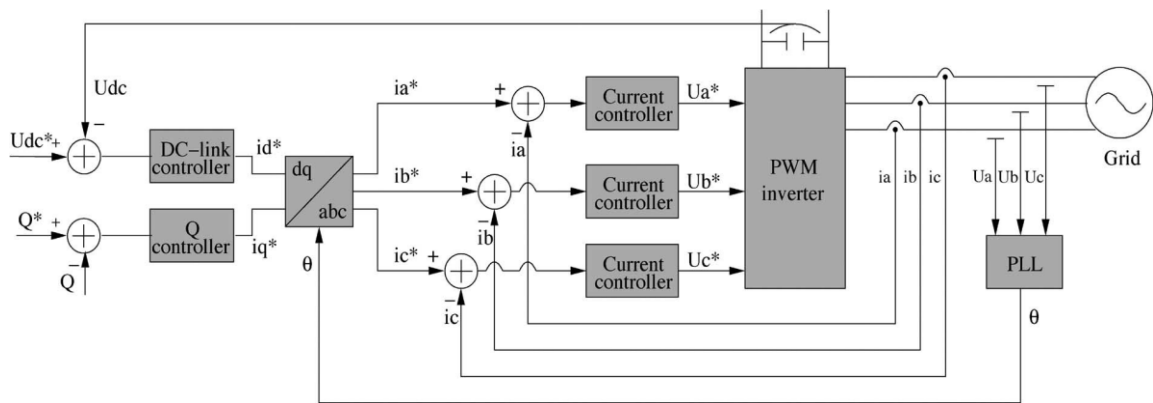 Udc
Udc*
+
−
DC−link
controller
id*
Q*
+
−
Q
Q
controller
iq*
dq
abc
θ
ia*
+
−
ia
Current
controller
Ua*
ib*
+
−
ib
Current
controller
Ub*
ic*
+
−
ic
Current
controller
Uc*
PWM
inverter
ia
ib
ic
Ua
Ub
Uc
Grid
PLL
θ